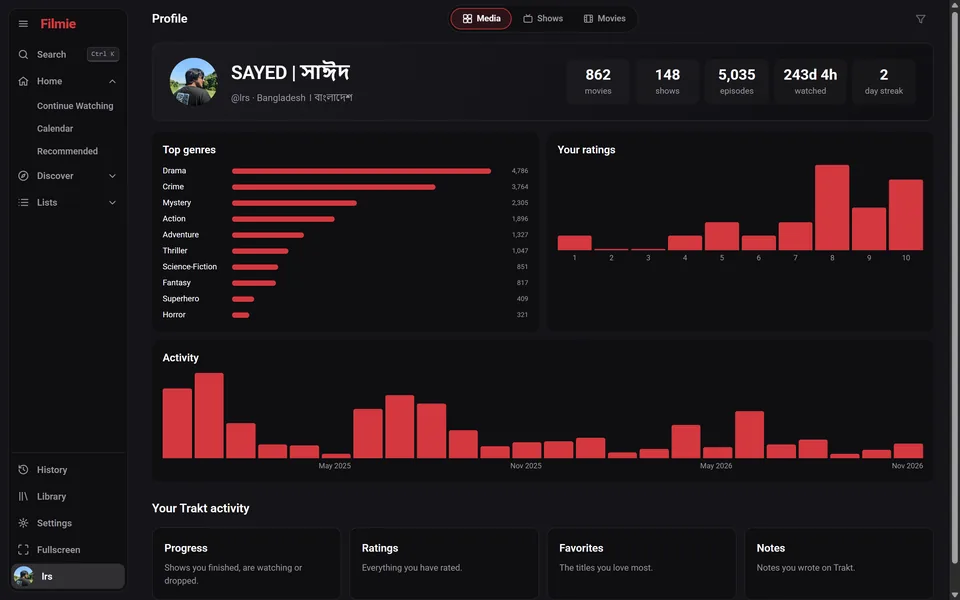 Filmie
Search
Ctrl K
Home
Continue Watching
Calendar
Recommended
Discover
Lists
History
Library
Settings
Fullscreen
lrs
Profile
Media
Shows
Movies
SAYED | সাঈদ
@lrs · Bangladesh | বাংলাদেশ
862
movies
148
shows
5,035
episodes
243d 4h
watched
2
day streak
Top genres
Drama 4,786
Crime 3,764
Mystery 2,305
Action 1,896
Adventure 1,327
Thriller 1,047
Science-Fiction 851
Fantasy 817
Superhero 409
Horror 321
Your ratings
1 2 3 4 5 6 7 8 9 10
Activity
May 2025 Nov 2025 May 2026 Nov 2026
Your Trakt activity
Progress
Shows you finished, are watching or
dropped.
Ratings
Everything you have rated.
Favorites
The titles you love most.
Notes
Notes you wrote on Trakt.